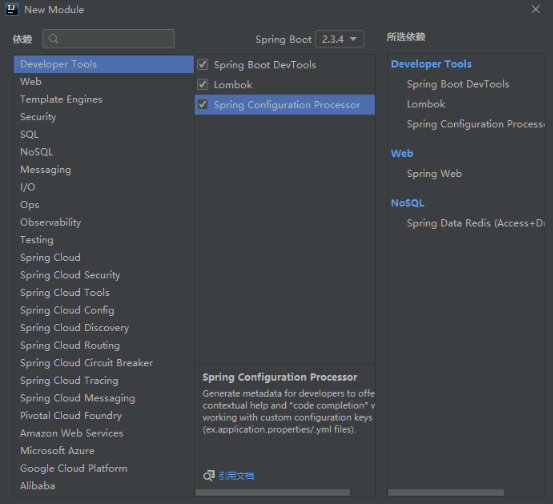 New Module
依赖
Spring Boot 2.3.4
所选依赖
Developer Tools
Web
Template Engines
Security
SQL
NoSQL
Messaging
I/O
Ops
Observability
Testing
Spring Cloud
Spring Cloud Security
Spring Cloud Tools
Spring Cloud Config
Spring Cloud Discovery
Spring Cloud Routing
Spring Cloud Circuit Breaker
Spring Cloud Tracing
Spring Cloud Messaging
Pivotal Cloud Foundry
Amazon Web Services
Microsoft Azure
Google Cloud Platform
Alibaba
Spring Boot DevTools
Lombok
Spring Configuration Processor
Spring Configuration Processor
Generate metadata for developers to offe
contextual help and "code completion" w
working with custom configuration keys
(ex.application.properties/.yml files).
引用文档
Developer Tools
Spring Boot DevTools
Lombok
Spring Configuration Processo
Web
Spring Web
NoSQL
Spring Data Redis (Access+Dr